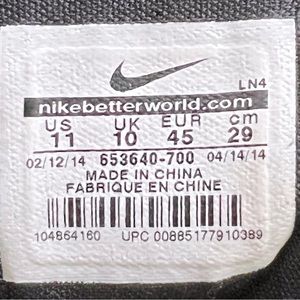 LN4
nikebetterworld.com
US UK EUR cm
11 10 45 29
02/12/14 653640-700 04/14/14
MADE IN CHINA
FABRIQUE EN CHINE
104864160 UPC 00885177910389